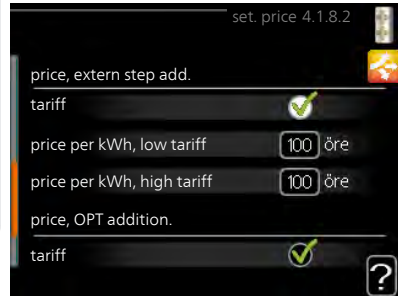 set. price 4.1.8.2
price, extern step add.
tariff
price per kWh, low tariff 100 öre
price per kWh, high tariff 100 öre
price, OPT addition.
tariff
?